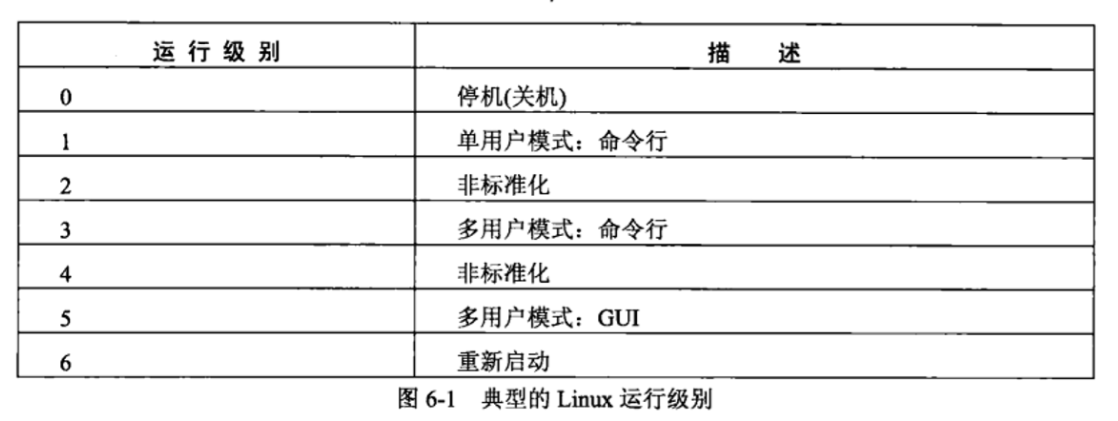 运行级别 描述
0 停机(关机)
1 单用户模式：命令行
2 非标准化
3 多用户模式：命令行
4 非标准化
5 多用户模式：GUI
6 重新启动
图 6-1 典型的 Linux 运行级别